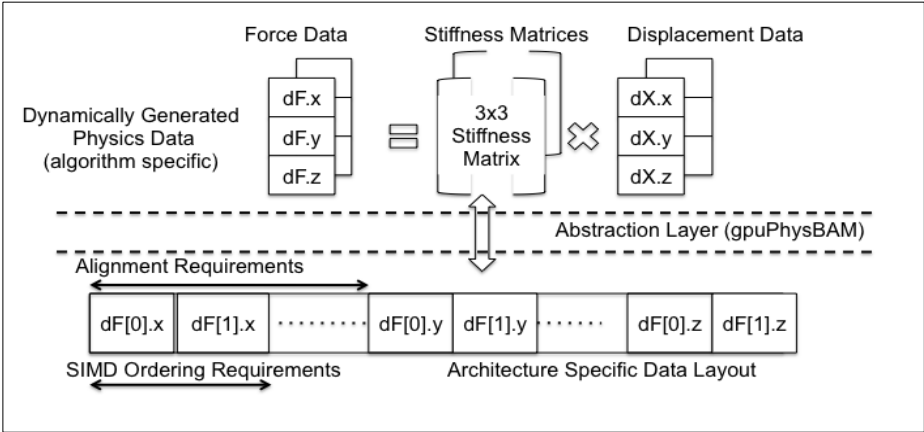 Force Data
Stiffness Matrices
Displacement Data
Dynamically Generated
Physics Data
(algorithm specific)
dF.x
dF.y
dF.z
=
3x3
Stiffness
Matrix
×
dX.x
dX.y
dX.z
Abstraction Layer (gpuPhysBAM)
Alignment Requirements
dF[0].x dF[1].x ......... dF[0].y dF[1].y ....... dF[0].z dF[1].z
SIMD Ordering Requirements
Architecture Specific Data Layout